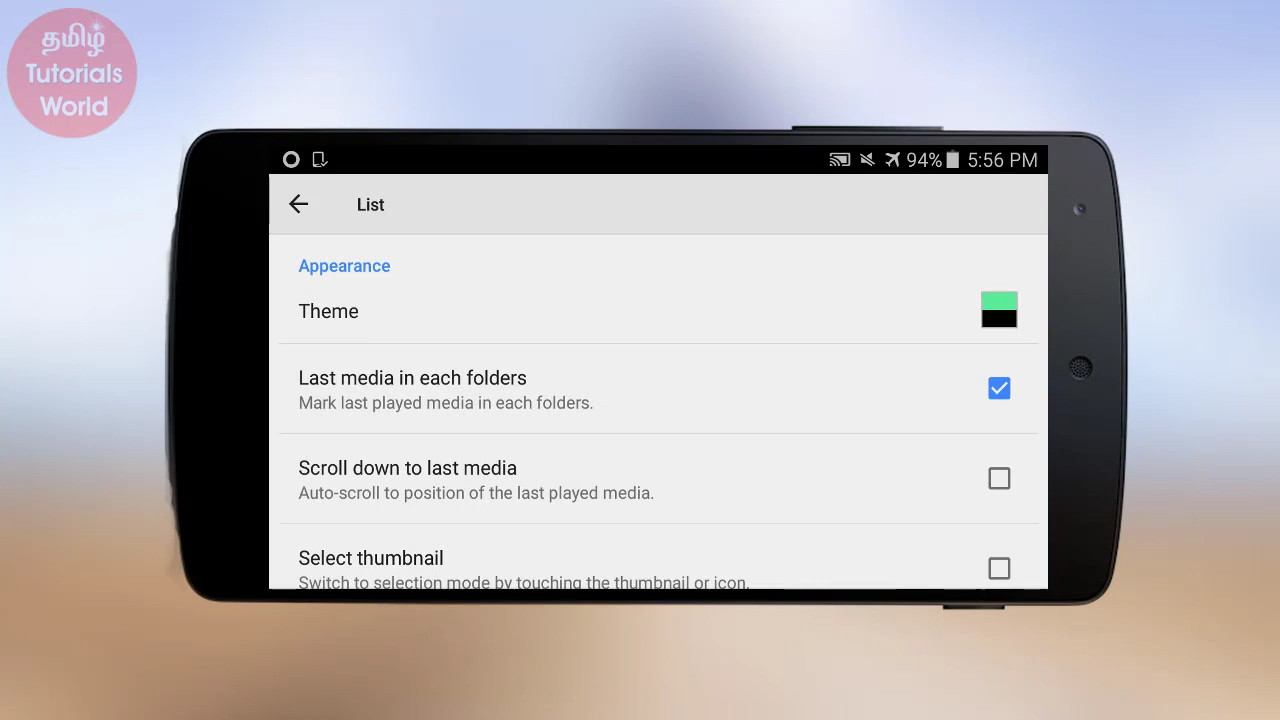 தமிழ்
Tutorials
World
94% 5:56 PM
List
Appearance
Theme
Last media in each folders
Mark last played media in each folders.
Scroll down to last media
Auto-scroll to position of the last played media.
Select thumbnail
Switch to selection mode by touching the thumbnail or icon.